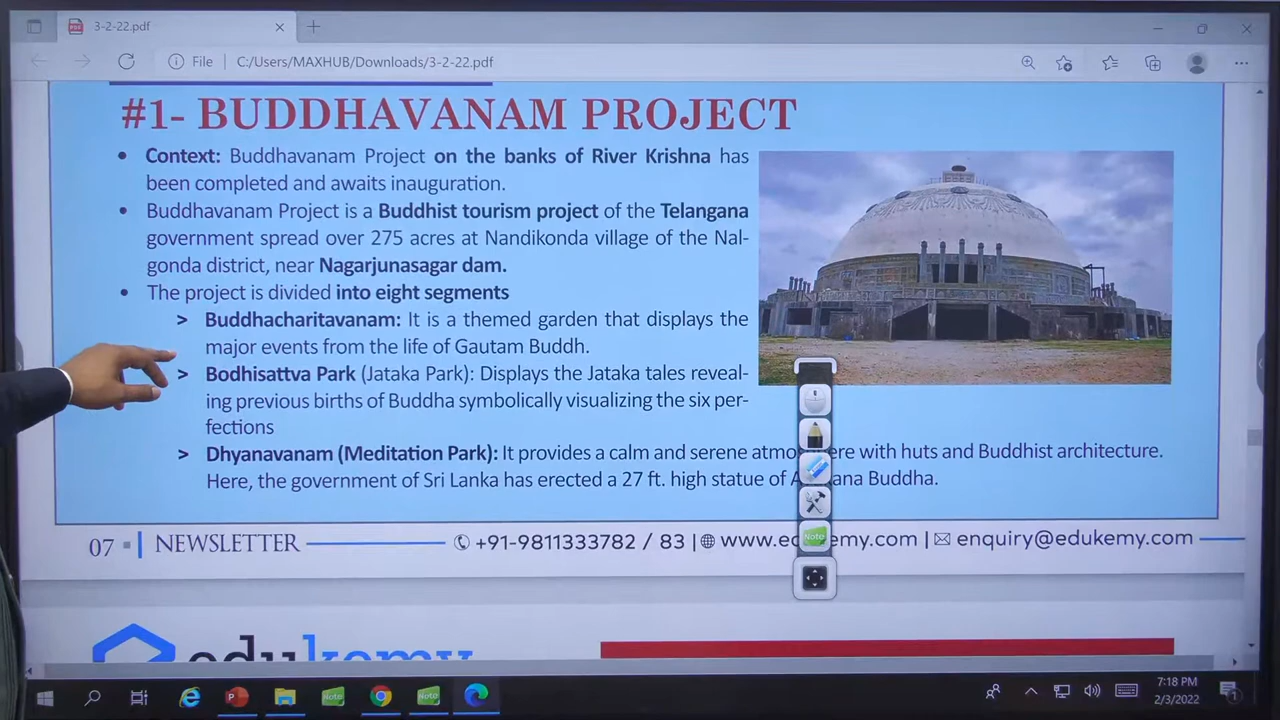 3-2-22.pdf
File C:/Users/MAXHUB/Downloads/3-2-22.pdf
#1- BUDDHAVANAM PROJECT
• Context: Buddhavanam Project on the banks of River Krishna has
been completed and awaits inauguration.
• Buddhavanam Project is a Buddhist tourism project of the Telangana
government spread over 275 acres at Nandikonda village of the Nal-
gonda district, near Nagarjunasagar dam.
• The project is divided into eight segments
> Buddhacharitavanam: It is a themed garden that displays the
major events from the life of Gautam Buddh.
> Bodhisattva Park (Jataka Park): Displays the Jataka tales reveal-
ing previous births of Buddha symbolically visualizing the six per-
fections
> Dhyanavanam (Meditation Park): It provides a calm and serene with huts and Buddhist architecture.
Here, the government of Sri Lanka has erected a 27 ft. high statue of Buddha.
Note
07 NEWSLETTER +91-9811333782 / 83 | www.edukemy.com | enquiry@edukemy.com
edukemy
Note Note
7:18 PM
2/3/2022